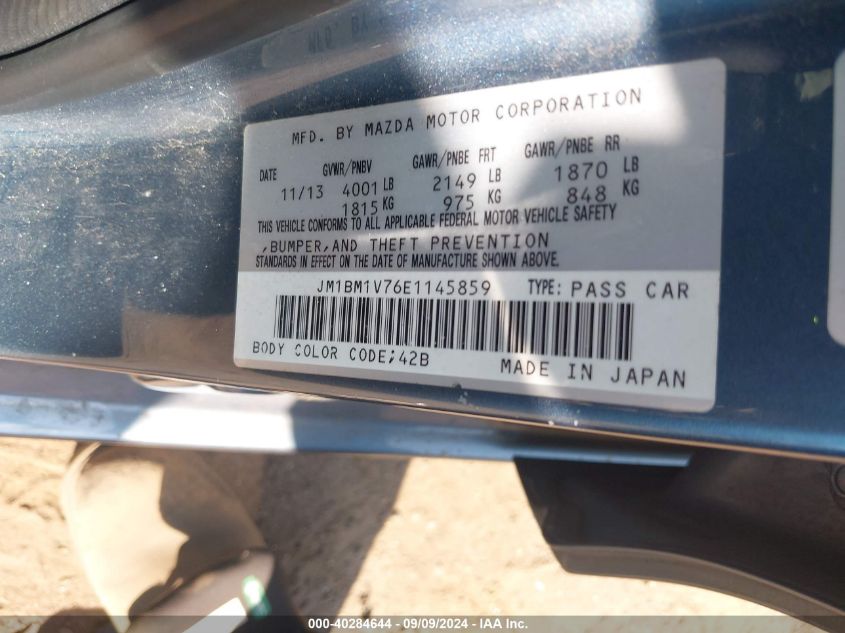 MFD. BY MAZDA MOTOR CORPORATION
DATE GVWR/PNBV GAWR/PNBE FRT GAWR/PNBE RR
11/13 4001 LB 2149 LB 1870 LB
1815 KG 975 KG 848 KG
THIS VEHICLE CONFORMS TO ALL APPLICABLE FEDERAL MOTOR VEHICLE SAFETY
,BUMPER,AND THEFT PREVENTION
STANDARDS IN EFFECT ON THE DATE OF MANUFACTURE SHOWN ABOVE.
JM1BM1V76E1145859 TYPE: PASS CAR
BODY COLOR CODE;42B
MADE IN JAPAN
000-40284644 - 09/09/2024 - IAA Inc.